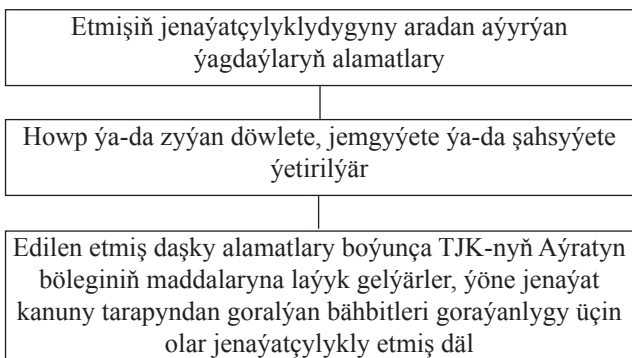 Etmişiň jenaýatçylyklydygyny aradan aýyrýan
ýagdaýlaryň alamatlary
Howp ýa-da zyýan döwlete, jemgyýete ýa-da şahsyýete
ýetirilýär
Edilen etmiş daşky alamatlary boýunça TJK-nyň Aýratyn
böleginiň maddalaryna laýyk gelýärler, ýöne jenaýat
kanuny tarapyndan goralýan bähbitleri goraýanlygy üçin
olar jenaýatçylykly etmiş däl